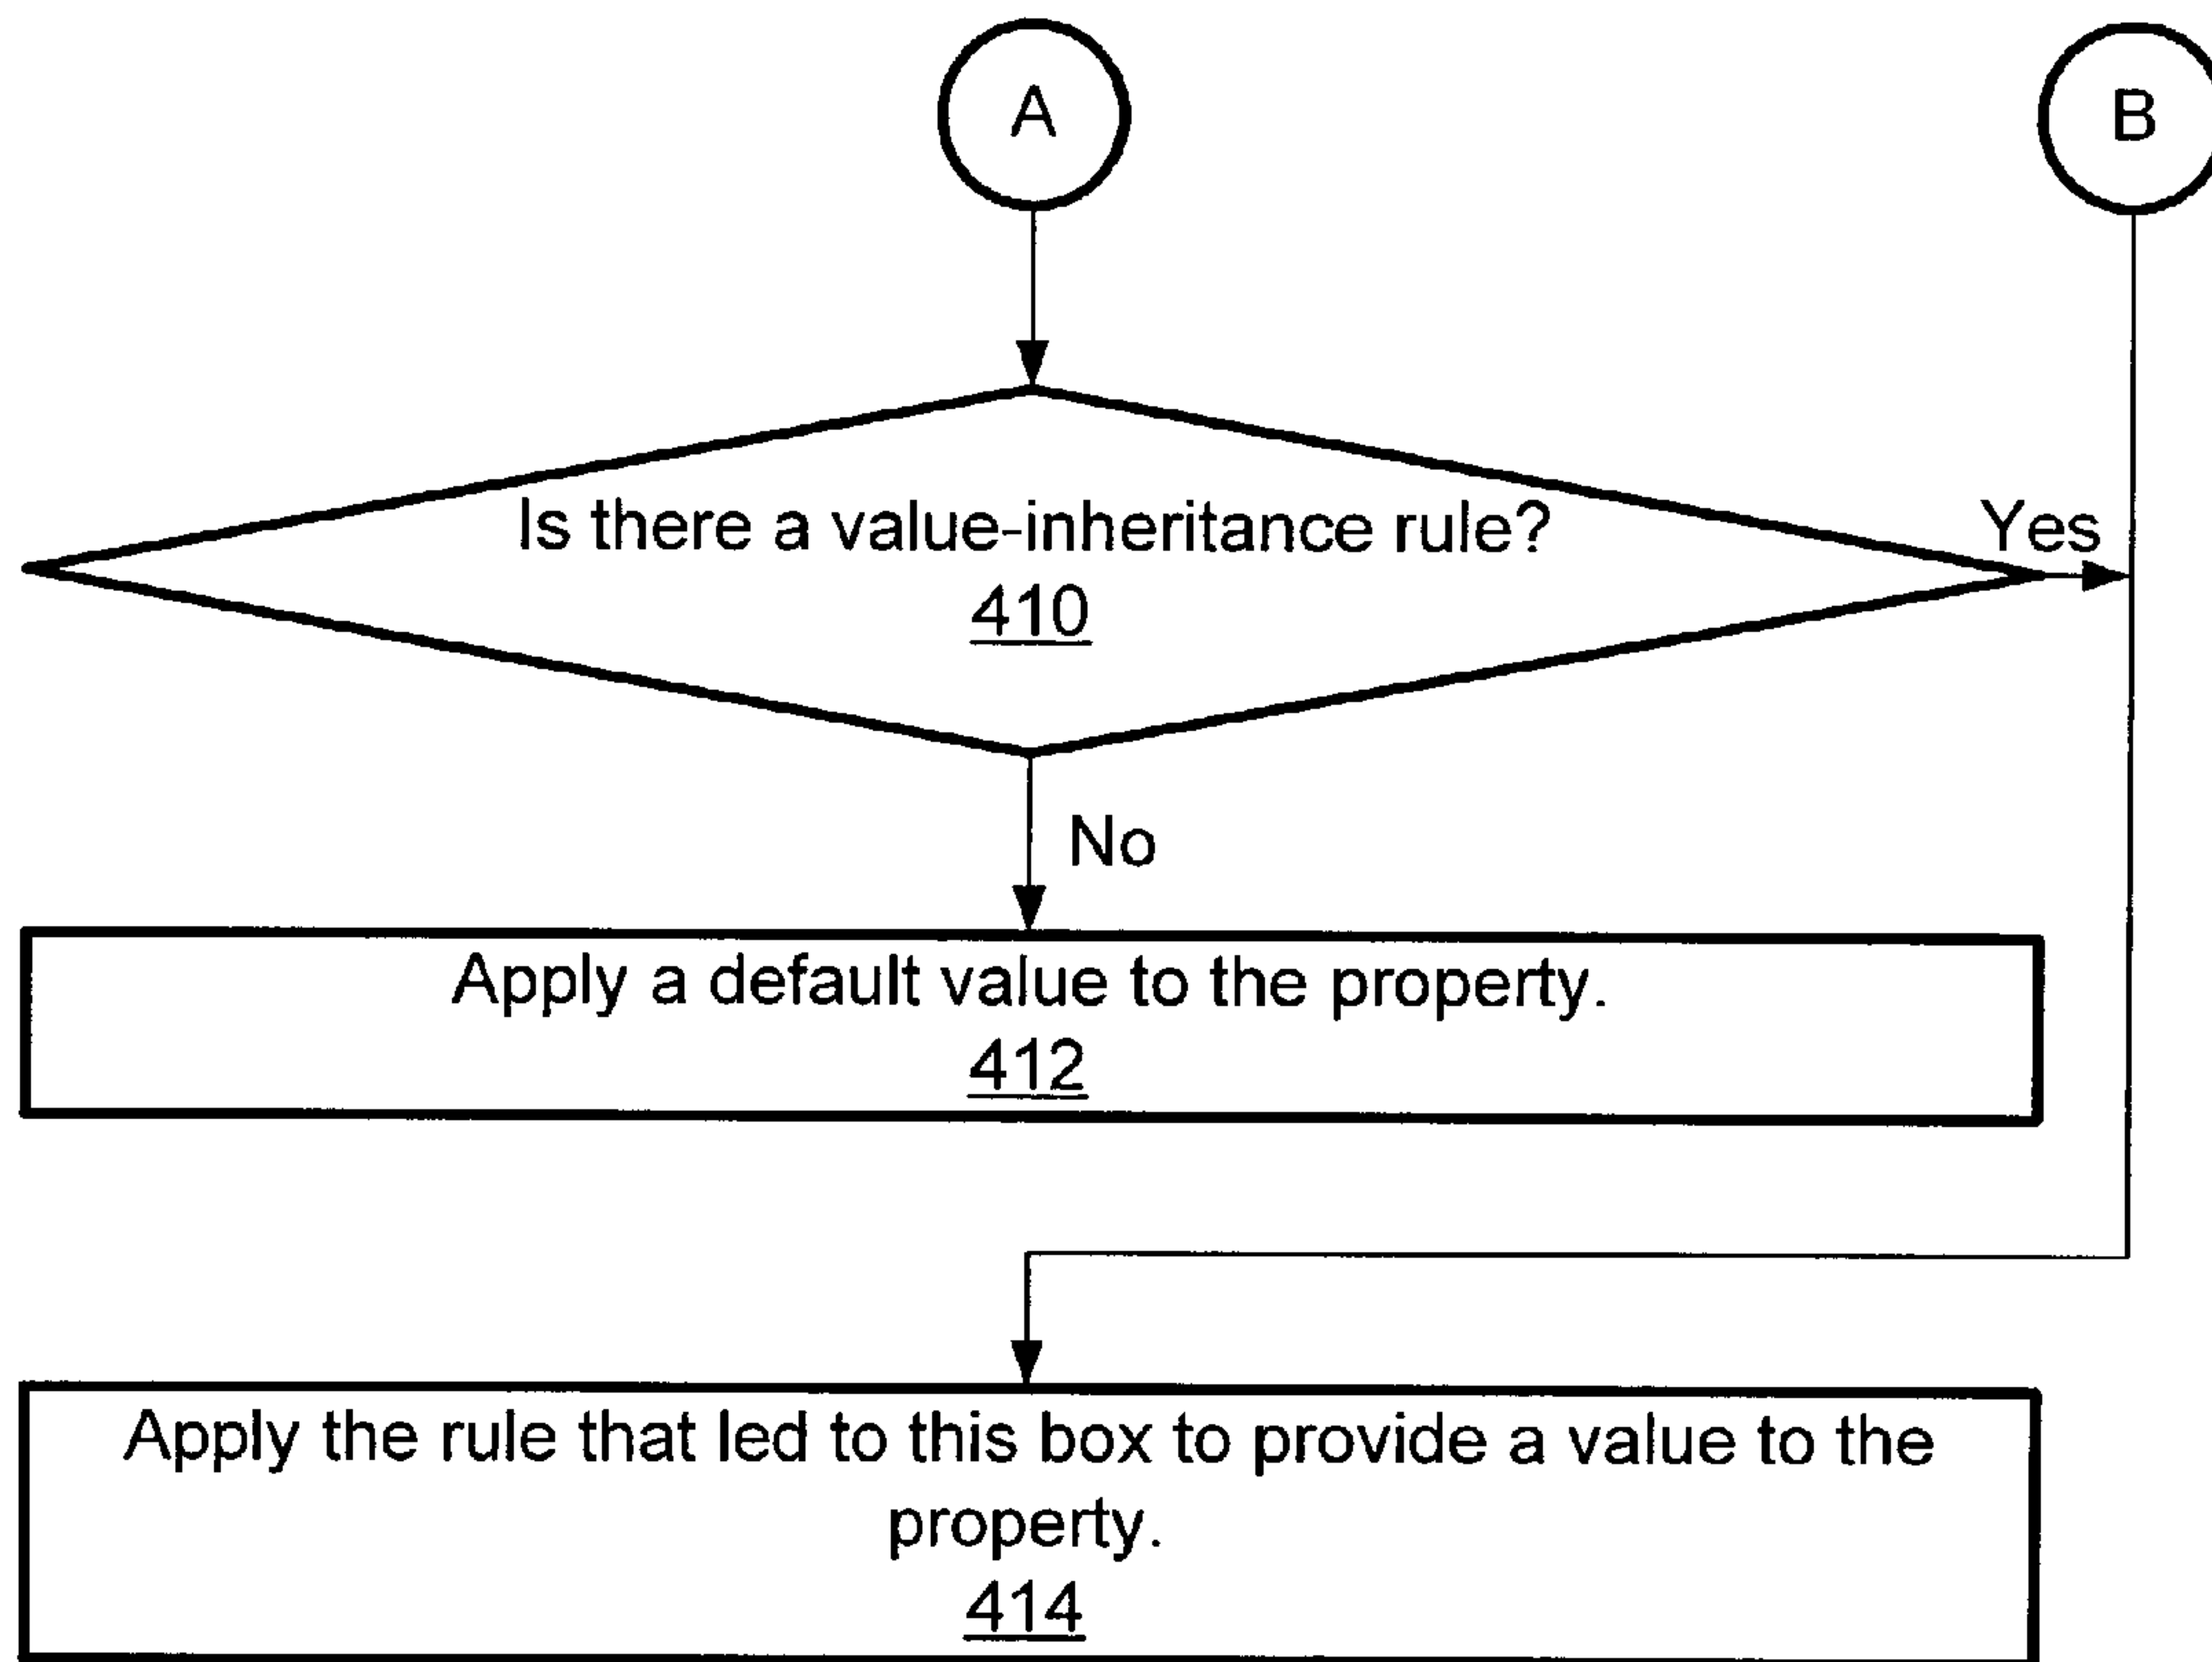 A
B
Is there a value-inheritance rule?
410
Yes
No
Apply a default value to the property.
412
Apply the rule that led to this box to provide a value to the
property.
414